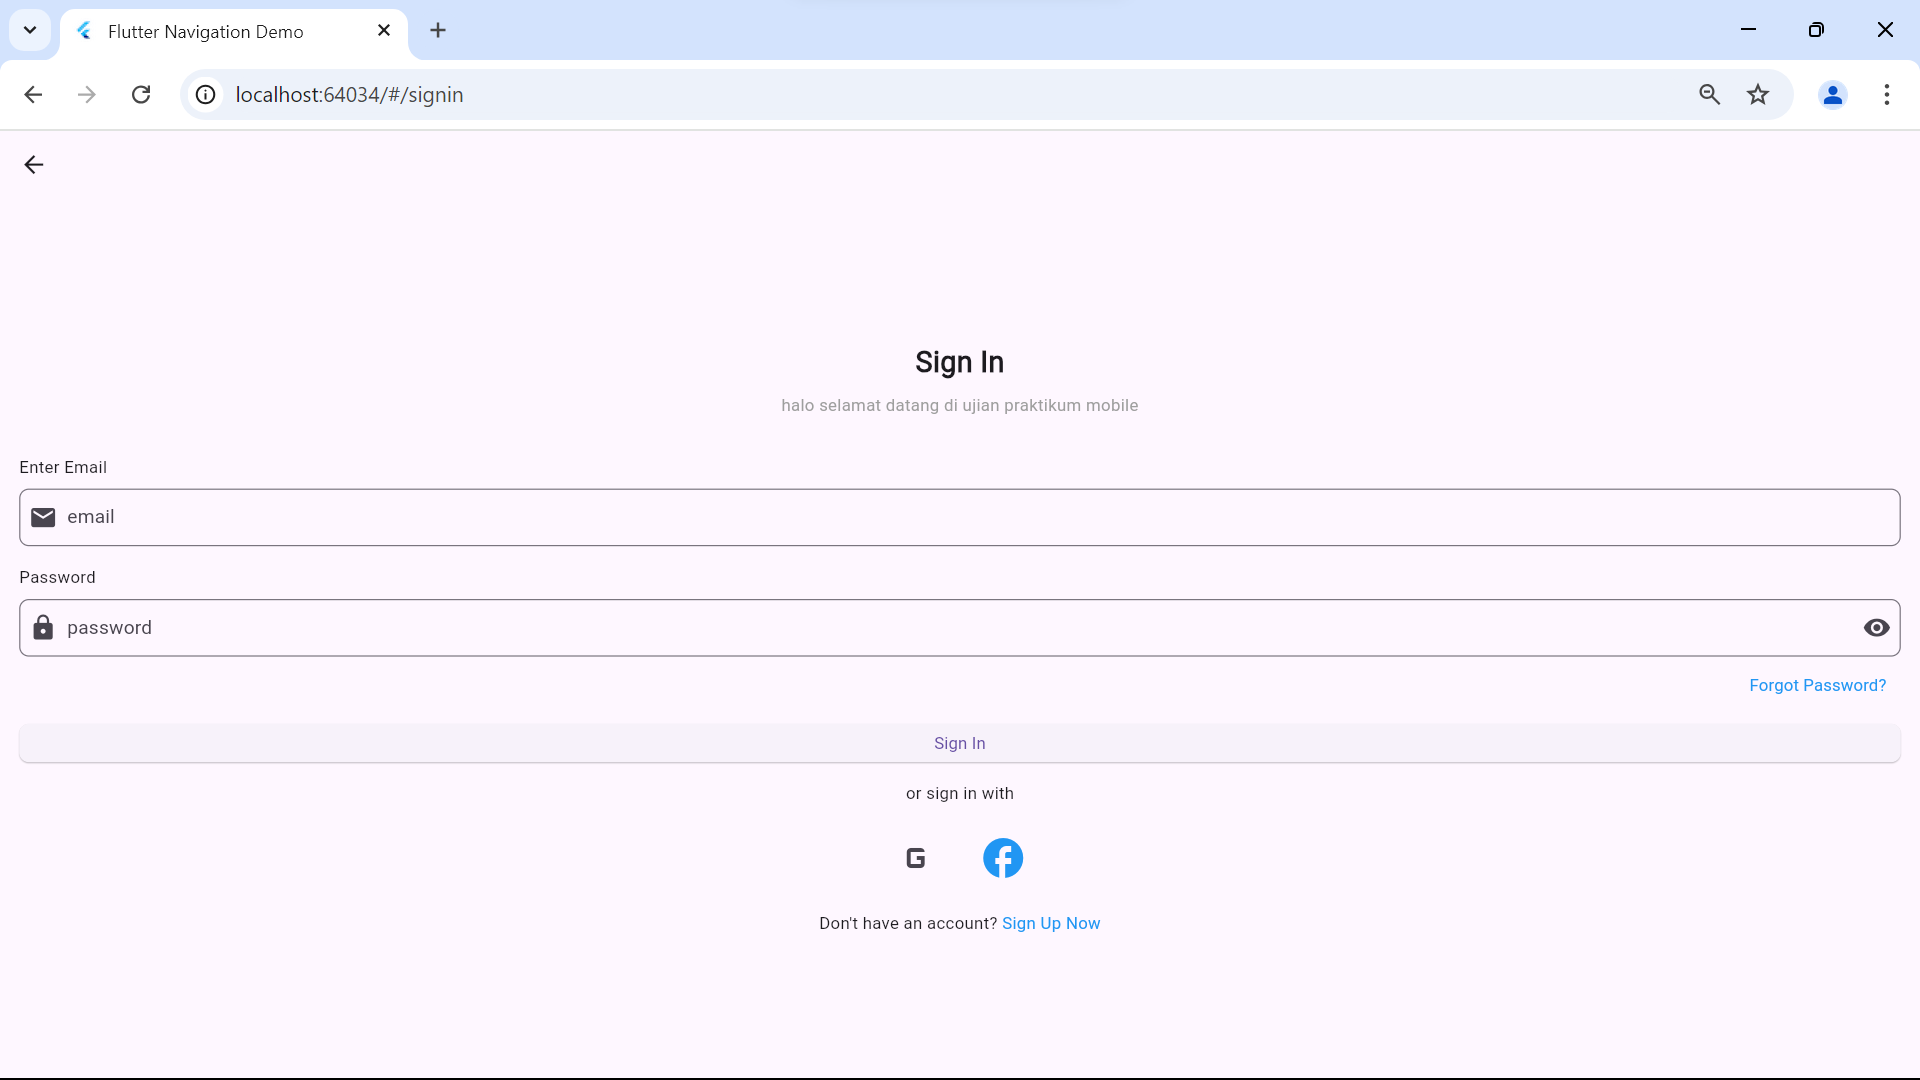 Flutter Navigation Demo
localhost:64034/#/signin
Sign In
halo selamat datang di ujian praktikum mobile
Enter Email
email
Password
password
Forgot Password?
Sign In
or sign in with
G f
Don't have an account? Sign Up Now